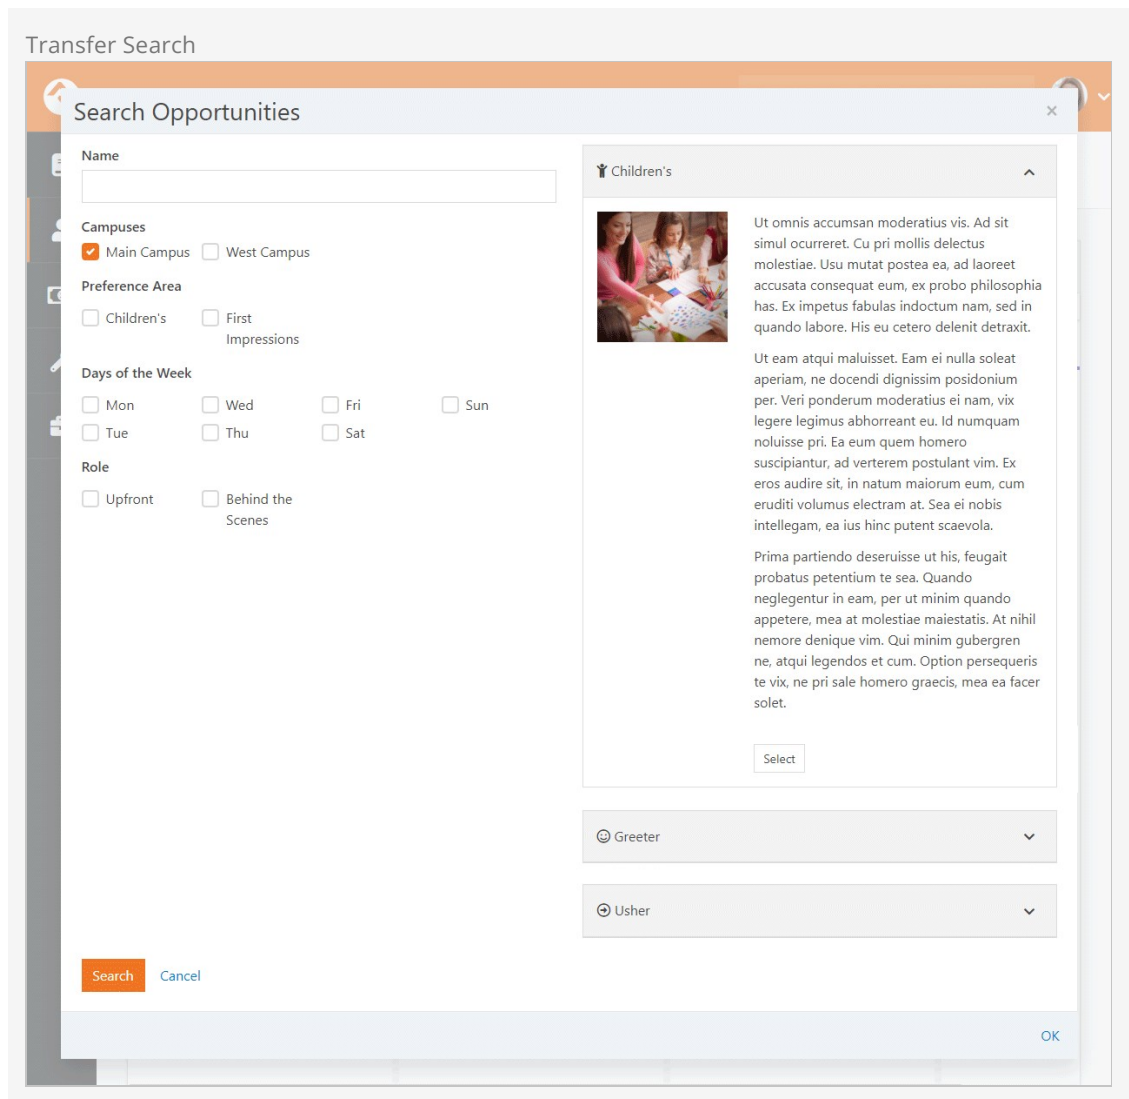 Transfer Search
Search Opportunities
×
Name
Campuses
Main Campus
West Campus
Preference Area
Children's
First
Impressions
Days of the Week
Mon
Wed
Fri
Sun
Tue
Thu
Sat
Role
Upfront
Behind the
Scenes
Search
Cancel
Children's
Ut omnis accumsan moderatius vis. Ad sit
simul ocurreret. Cu pri mollis delectus
molestiae. Usu mutat postea ea, ad laoreet
accusata consequat eum, ex probo philosophia
has. Ex impetus fabulas indoctum nam, sed in
quando labore. His eu cetero delenit detraxit.
Ut eam atqui maluisset. Eam ei nulla soleat
aperiam, ne docendi dignissim posidonium
per. Veri ponderum moderatius ei nam, vix
legere legimus abhorreant eu. Id numquam
noluisse pri. Ea eum quem homero
suscipiantur, ad verterem postulant vim. Ex
eros audire sit, in natum maiorum eum, cum
eruditi volumus electram at. Sea ei nobis
intellegam, ea ius hinc putent scaevola.
Prima partiendo deseruisse ut his, feugait
probatus petentium te sea. Quando
neglegentur in eam, per ut minim quando
appetere, mea at molestiae maiestatis. At nihil
nemore denique vim. Qui minim gubergren
ne, atqui legendos et cum. Option persequeris
te vix, ne pri sale homero graecis, mea ea facer
solet.
Select
Greeter
Usher
OK